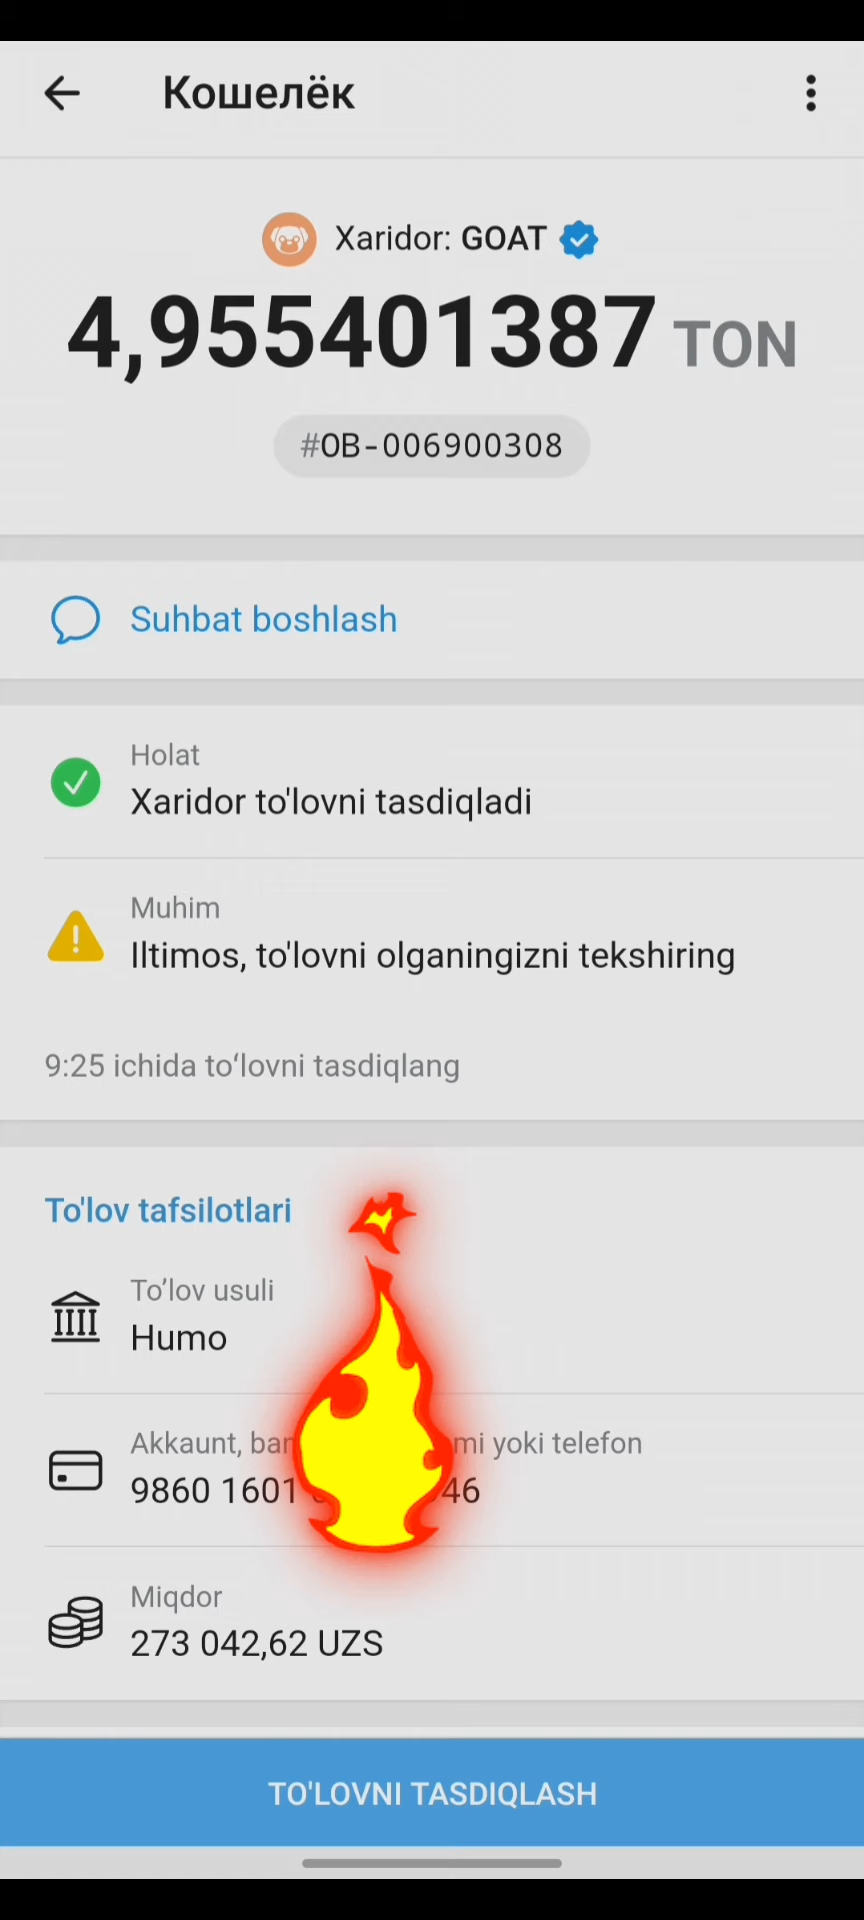 Кошелёк
Xaridor: GOAT
4,955401387 TON
#OB-006900308
Suhbat boshlash
Holat
Xaridor to'lovni tasdiqladi
Muhim
Iltimos, to'lovni olganingizni tekshiring
9:25 ichida to‘lovni tasdiqlang
To'lov tafsilotlari
To’lov usuli
Humo
Akkaunt, yoki telefon
9860 1601 46
Miqdor
273 042,62 UZS
TO'LOVNI TASDIQLASH